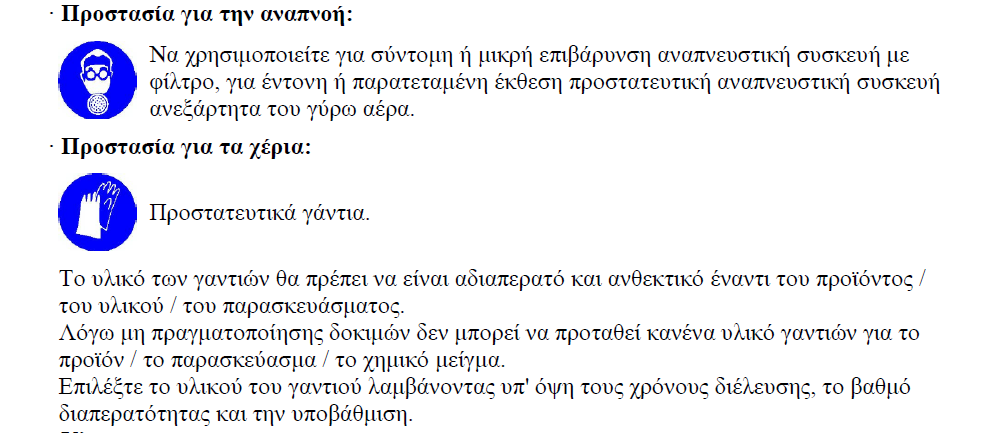 · Προστασία για την αναπνοή:
Να χρησιμοποιείτε για σύντομη ή μικρή επιβάρυνση αναπνευστική συσκευή με
φίλτρο, για έντονη ή παρατεταμένη έκθεση προστατευτική αναπνευστική συσκευή
ανεξάρτητα του γύρω αέρα.
· Προστασία για τα χέρια:
Προστατευτικά γάντια.
Το υλικό των γαντιών θα πρέπει να είναι αδιαπερατό και ανθεκτικό έναντι του προϊόντος /
του υλικού / του παρασκευάσματος.
Λόγω μη πραγματοποίησης δοκιμών δεν μπορεί να προταθεί κανένα υλικό γαντιών για το
προϊόν / το παρασκεύασμα / το χημικό μείγμα.
Επιλέξτε το υλικού του γαντιού λαμβάνοντας υπ' όψη τους χρόνους διέλευσης, το βαθμό
διαπερατότητας και την υποβάθμιση.